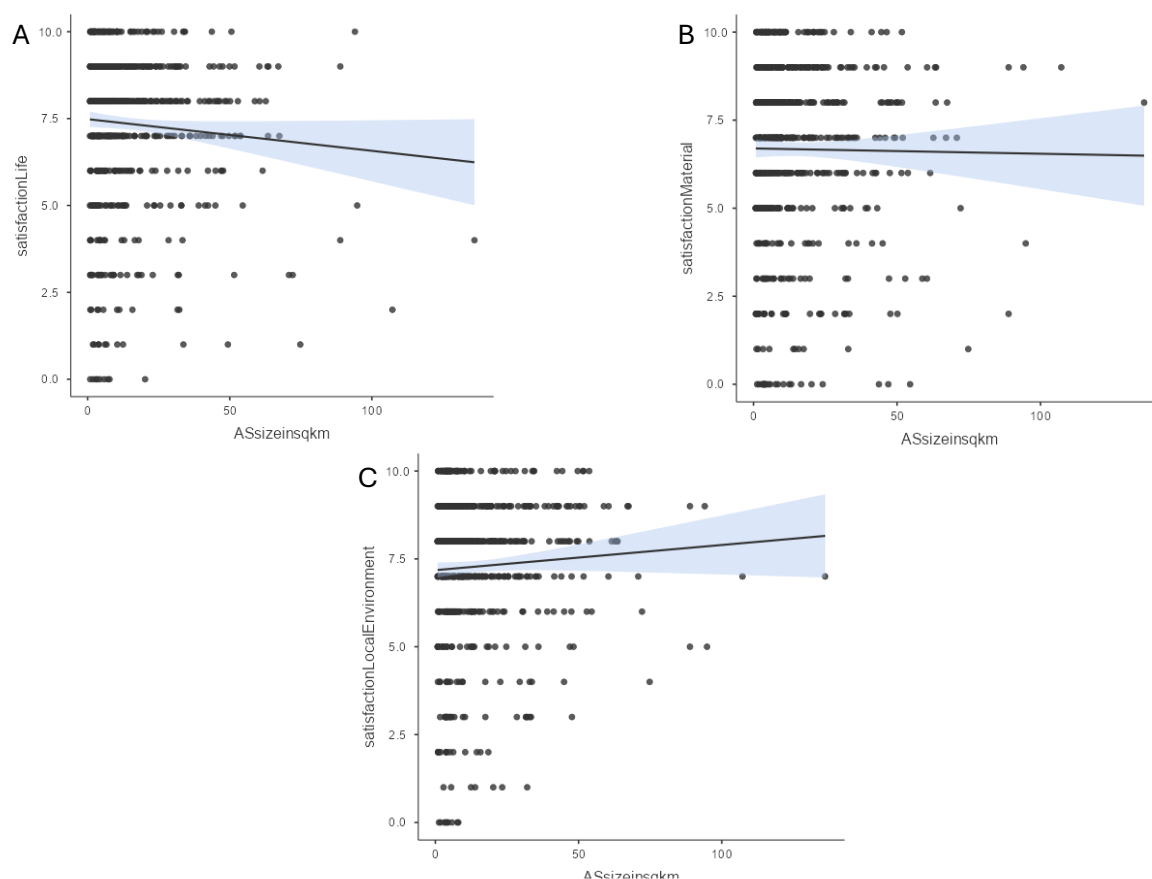 A
10.0
7.5
5.0
2.5
0.0
satisfactionLife
0 50 100
ASsizeinsqkm
B
10.0
7.5
5.0
2.5
0.0
satisfactionMaterial
0 50 100
ASsizeinsqkm
C
10.0
7.5
5.0
2.5
0.0
satisfactionLocalEnvironment
0 50 100
ASsizeinsqkm